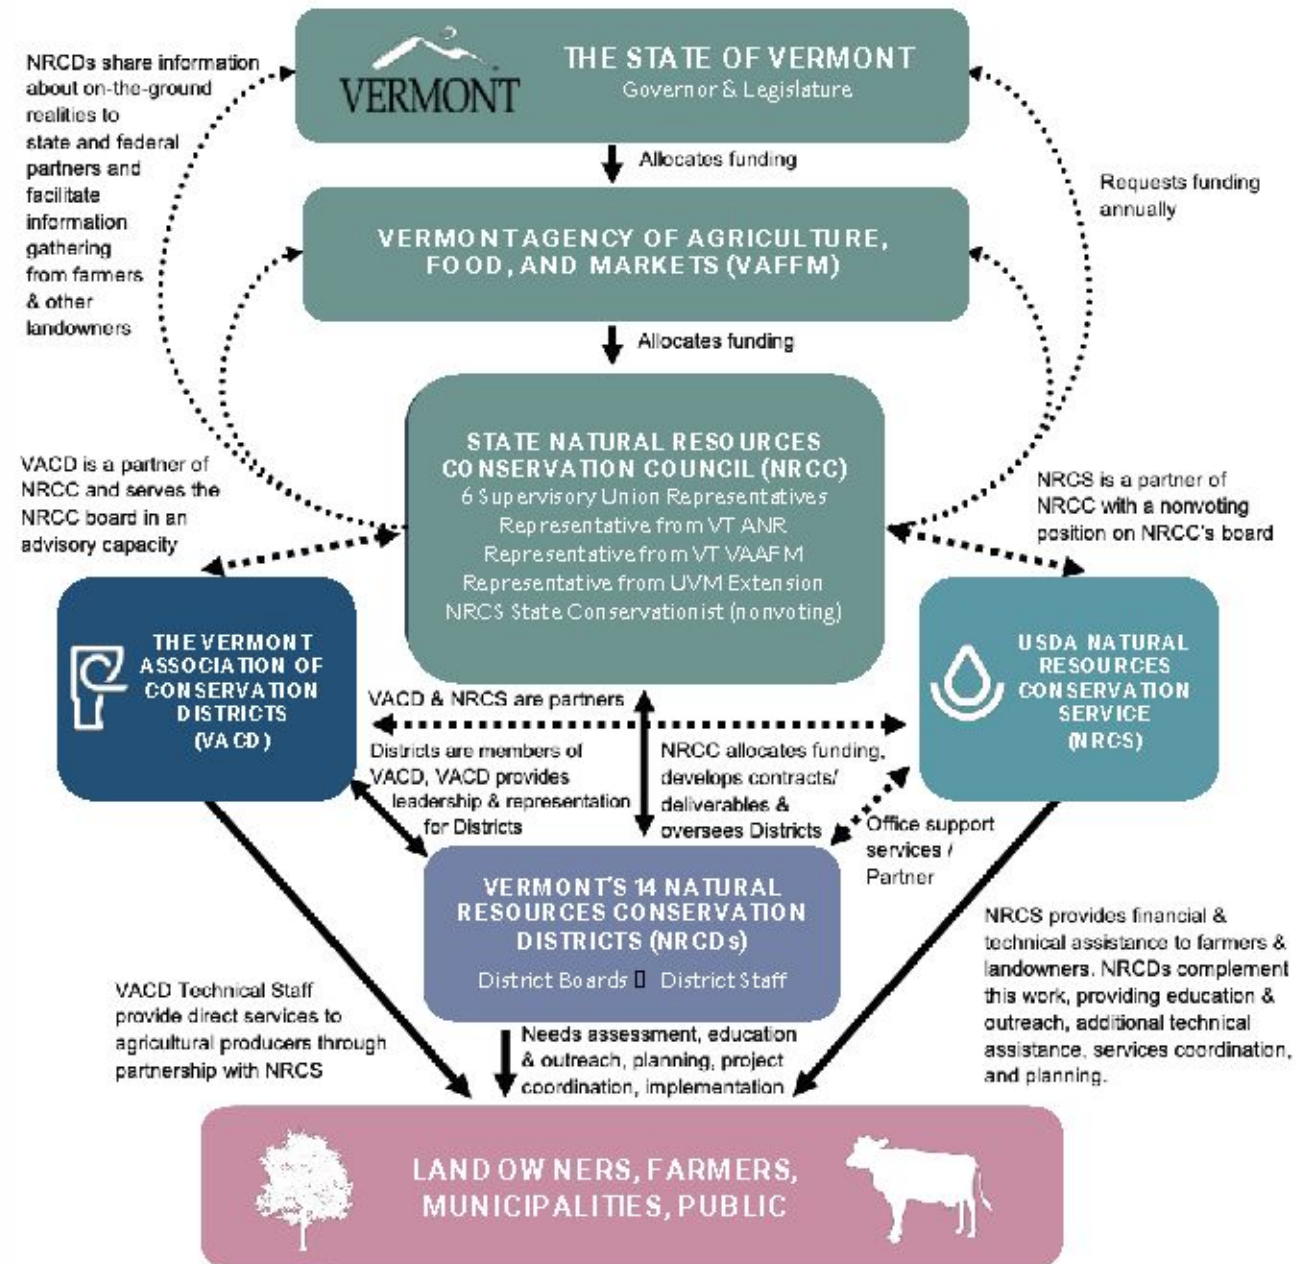 NRCDs share information
about on-the-ground
realities to
state and federal
partners and
facilitate
information
gathering
from farmers
& other
landowners
VERMONT
THE STATE OF VERMONT
Governor & Legislature
Allocates funding
Requests funding
annually
VERMONT AGENCY OF AGRICULTURE,
FOOD, AND MARKETS (VAFFM)
Allocates funding
STATE NATURAL RESOURCES
CONSERVATION COUNCIL (NRCC)
6 Supervisory Union Representatives
Representative from VT ANR
Representative from VT VAAFM
Representative from UVM Extension
NRCS State Conservationist (nonvoting)
VACD is a partner of
NRCC and serves the
NRCC board in an
advisory capacity
NRCS is a partner of
NRCC with a nonvoting
position on NRCC's board
THE VERMONT
ASSOCIATION OF
CONSERVATION
DISTRICTS
(VACD)
USDA NATURAL
RESOURCES
CONSERVATION
SERVICE
(NRCS)
VACD & NRCS are partners
Districts are members of
VACD, VACD provides
leadership & representation
for Districts
NRCC allocates funding,
develops contracts/
deliverables &
oversees Districts
Office support
services /
Partner
VERMONT'S 14 NATURAL
RESOURCES CONSERVATION
DISTRICTS (NRCDs)
District Boards ▯ District Staff
VACD Technical Staff
provide direct services to
agricultural producers through
partnership with NRCS
Needs assessment, education
& outreach, planning, project
coordination, implementation
NRCS provides financial &
technical assistance to farmers &
landowners. NRCDs complement
this work, providing education &
outreach, additional technical
assistance, services coordination,
and planning.
LANDOWNERS, FARMERS,
MUNICIPALITIES, PUBLIC